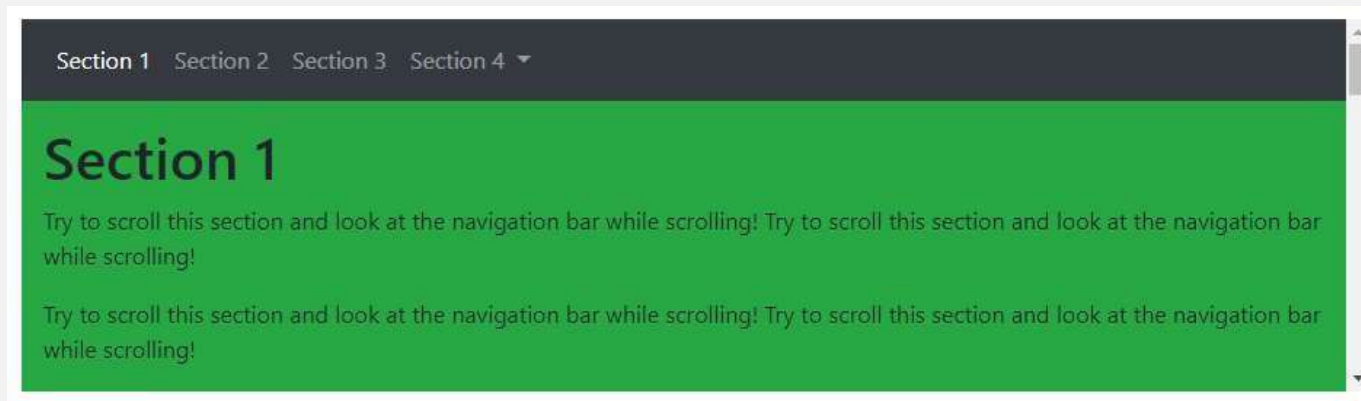 Section 1 Section 2 Section 3 Section 4
Section 1
Try to scroll this section and look at the navigation bar while scrolling! Try to scroll this section and look at the navigation bar
while scrolling!
Try to scroll this section and look at the navigation bar while scrolling! Try to scroll this section and look at the navigation bar
while scrolling!